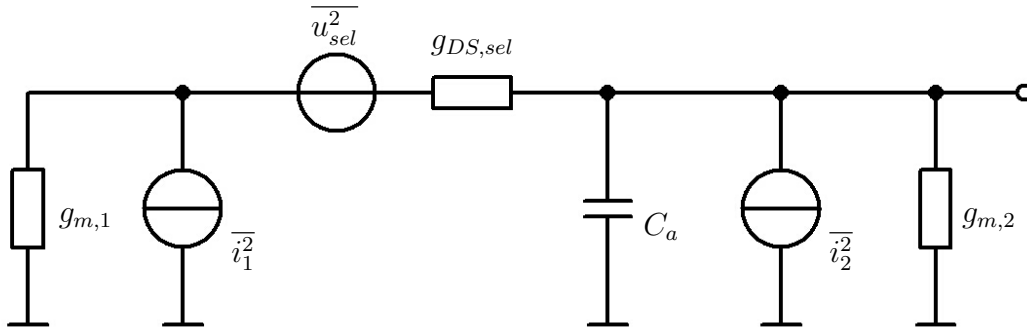 $\overline{u_{sel}^2}$
$g_{DS,sel}$
$g_{m,1}$
$\overline{i_1^2}$
$C_a$
$\overline{i_2^2}$
$g_{m,2}$